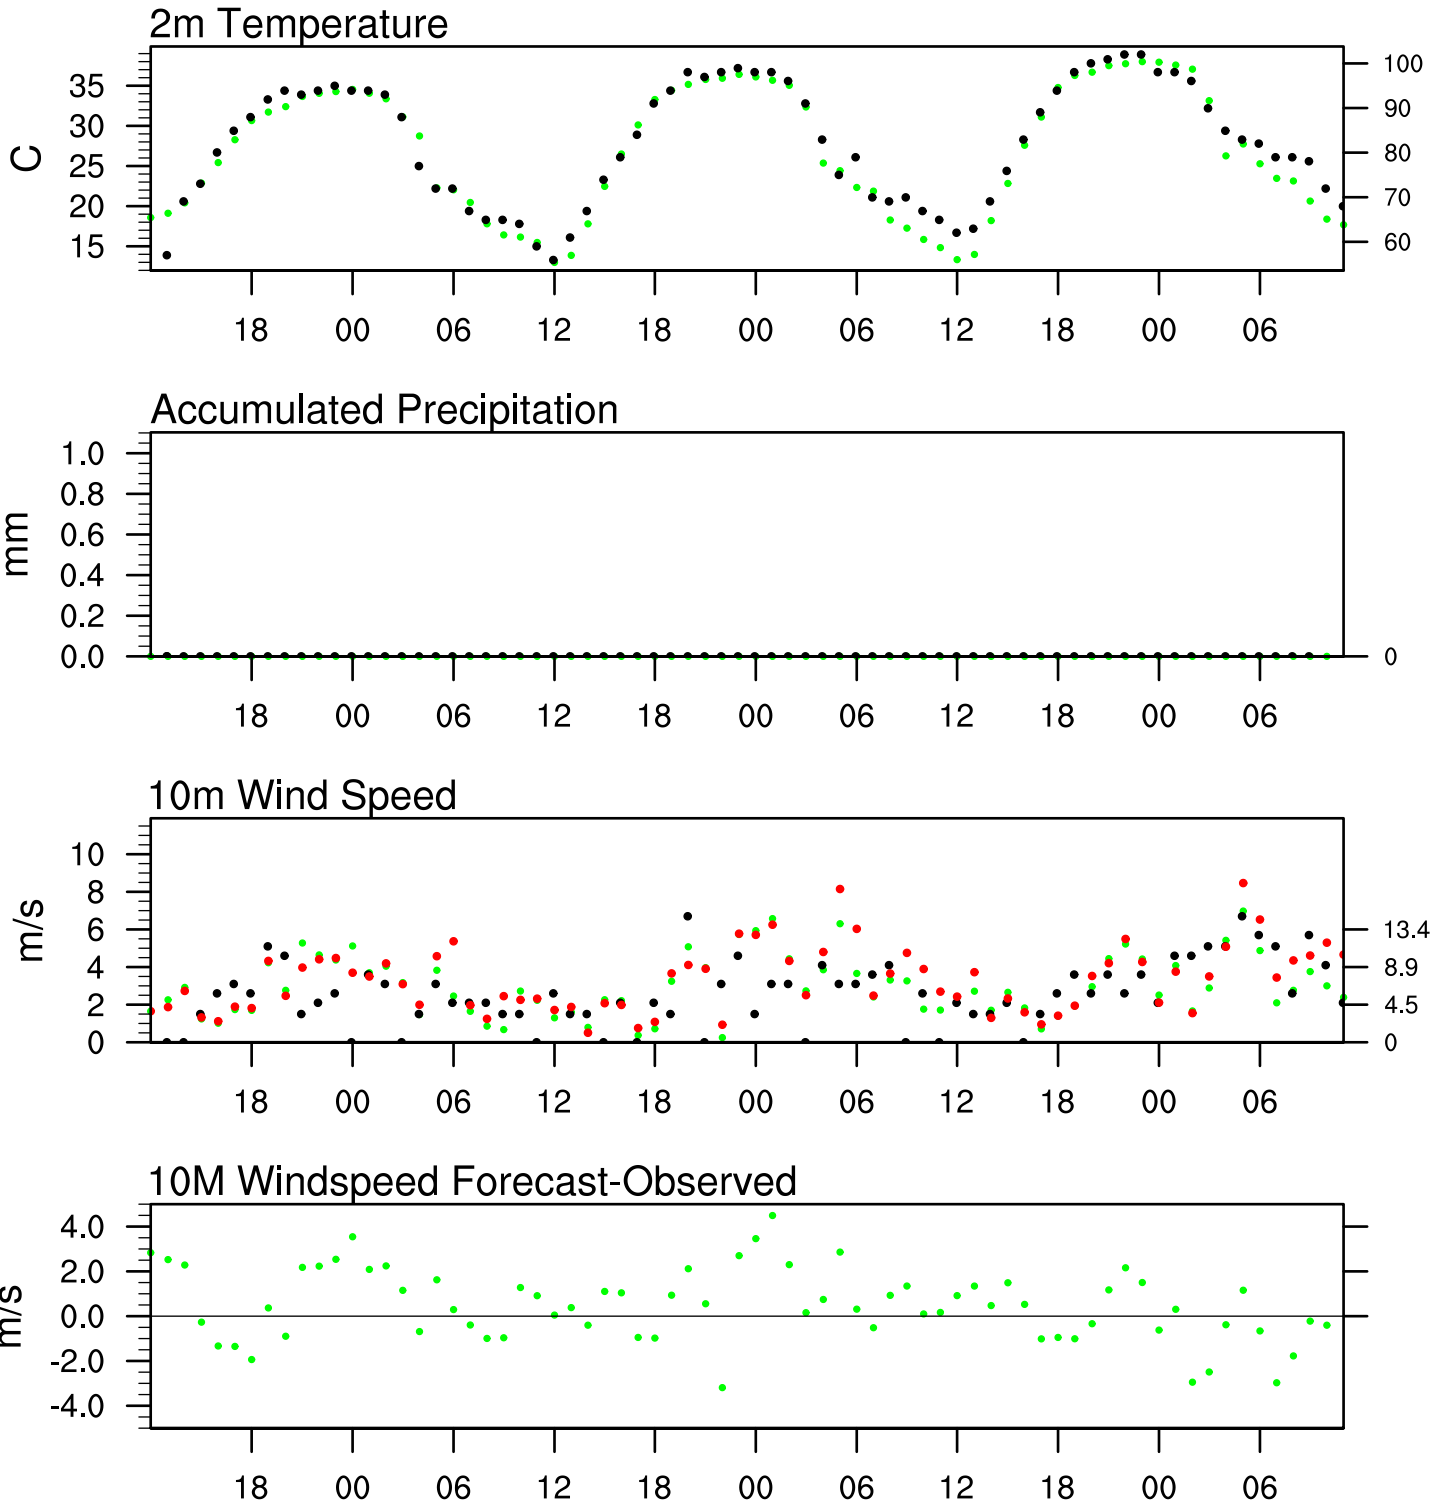 2m Temperature
C
35
30
25
20
15
100
90
80
70
60
18 00 06 12 18 00 06 12 18 00 06
Accumulated Precipitation
mm
1.0
0.8
0.6
0.4
0.2
0.0
0
18 00 06 12 18 00 06 12 18 00 06
10m Wind Speed
m/s
10
8
6
4
2
0
13.4
8.9
4.5
0
18 00 06 12 18 00 06 12 18 00 06
10M Windspeed Forecast-Observed
m/s
4.0
2.0
0.0
-2.0
-4.0
18 00 06 12 18 00 06 12 18 00 06